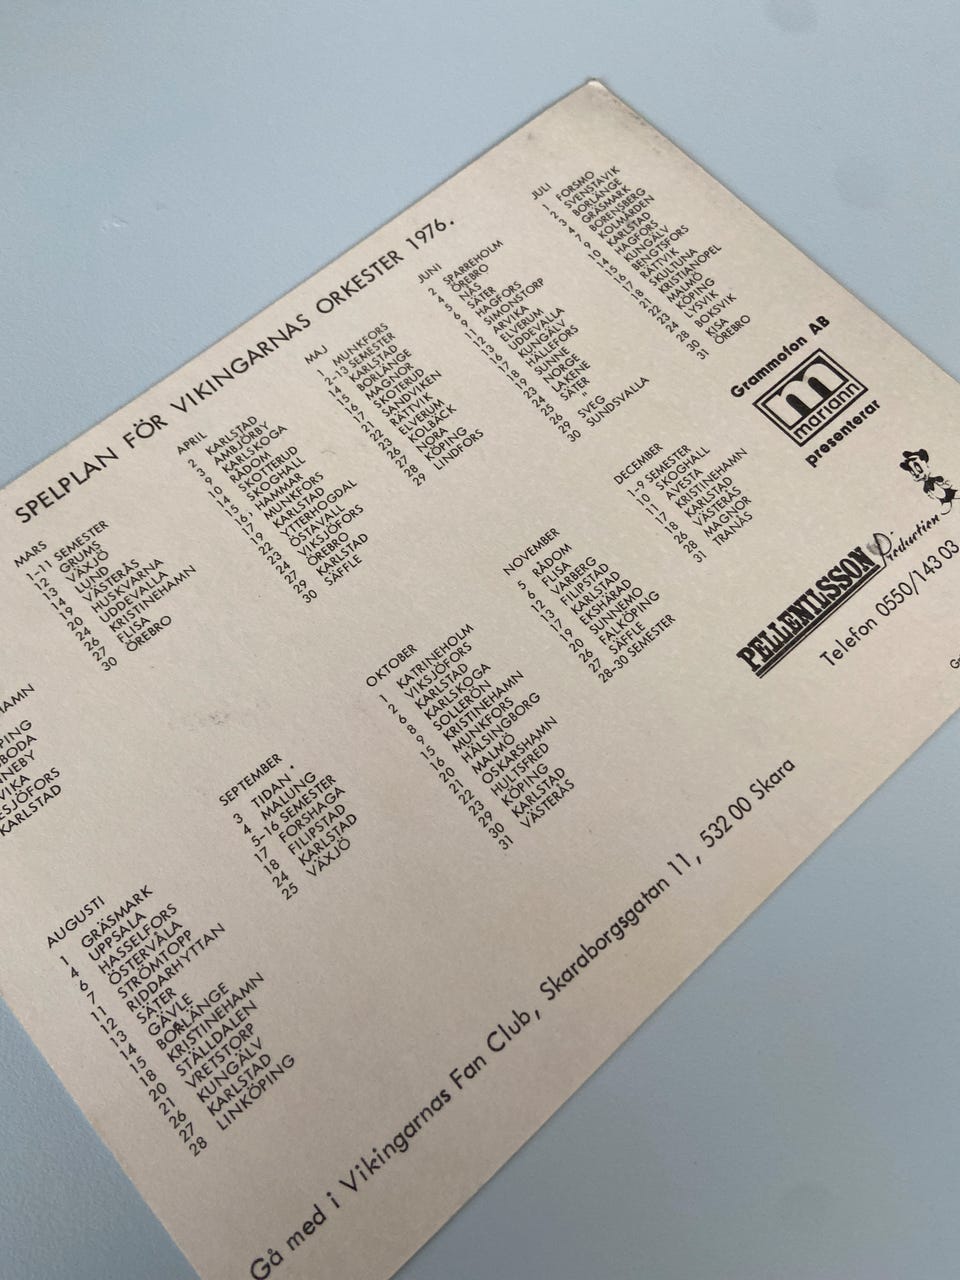 SPELPLAN FÖR VIKINGARNAS ORKESTER 1976.
MARS
1-11 SEMESTER
12 GRUMS
13 VÄXJÖ
14 LUND
19 VÄSTERÅS
20 HUSKVARNA
24 UDDEVALLA
26 KRISTINEHAMN
27 FLISA
30 ÖREBRO
APRIL
2 KARLSTAD
3 AMBJÖRBY
9 KARLSKOGA
10 RÅDOM
14 SKOTTERUD
15 SKOGHALL
16 HAMMAR
17 MUNKFORS
19 KARLSTAD
22 YTTERHOGDAL
23 ÖSTAVALL
24 VIKSJÖFORS
27 ÖREBRO
29 KARLSTAD
30 SÄFFLE
MAJ
1 MUNKFORS
2-13 SEMESTER
14 KARLSTAD
15 BORLÄNGE
16 MAGNOR
17 SKOTTERUD
21 SANDVIKEN
22 RÄTTVIK
23 ELVERUM
26 KOLBÄCK
27 NORA
28 KÖPING
29 LINDFORS
JUNI
2 SPARREHOLM
4 ÖREBRO
5 NÅS
6 SÄTER
9 HAGFORS
11 SIMONSTORP
12 ARVIKA
13 ELVERUM
16 UDDEVALLA
17 KUNGÄLV
18 HÄLLEFORS
19 SUNNE
23 NORGE
24 LAKENE
25 SÄTER
26 "
29 SVEG
30 SUNDSVALLA
JULI
1 FORSMO
2 SVENSTAVIK
3 BORLÄNGE
4 GRÄSMARK
7 BORENSBERG
9 KOLMÅRDEN
10 KARLSTAD
14 HAGFORS
15 KUNGÄLV
16 BENGTSFORS
17 RÄTTVIK
18 SKULTUNA
21 KRISTIANOPEL
22 MALMÖ
23 KÖPING
24 LYSVIK
28 BOKSVIK
30 KISA
31 ÖREBRO
AUGUSTI
1 GRÄSMARK
4 UPPSALA
6 HASSELFORS
7 ÖSTERVÅLA
11 STRÖMTOPP
12 RIDDARHYTTAN
13 SÄTER
14 GÄVLE
15 BORLÄNGE
18 KRISTINEHAMN
20 STÄLLDALEN
21 VRETSTORP
26 KUNGÄLV
27 KARLSTAD
28 LINKÖPING
SEPTEMBER
3 TIDAN
4 MALUNG
5-16 SEMESTER
17 FORSHAGA
18 FILIPSTAD
24 KARLSTAD
25 VÄXJÖ
OKTOBER
1 KATRINEHOLM
2 VIKSJÖFORS
6 KARLSTAD
8 KARLSKOGA
9 SOLLERÖN
15 KRISTINEHAMN
16 MUNKFORS
20 HÄLSINGBORG
21 MALMÖ
22 OSKARSHAMN
23 HULTSFRED
29 KÖPING
30 KARLSTAD
31 VÄSTERÅS
NOVEMBER
5 RÅDOM
6 FLISA
12 VARBERG
13 FILIPSTAD
17 KARLSTAD
19 EKSHÄRAD
20 SUNNEMO
26 FALKÖPING
27 SÄFFLE
28-30 SEMESTER
DECEMBER
1-9 SEMESTER
10 SKOGHALL
11 AVESTA
17 KRISTINEHAMN
18 KARLSTAD
26 VÄSTERÅS
28 MAGNOR
31 TRANÅS
Grammofon AB
m
mariann
presenterar
PELLENILSSON Production
Telefon 0550/143 03
Gå med i Vikingarnas Fan Club, Skaraborgsgatan 11, 532 00 Skara
KARLSTAD